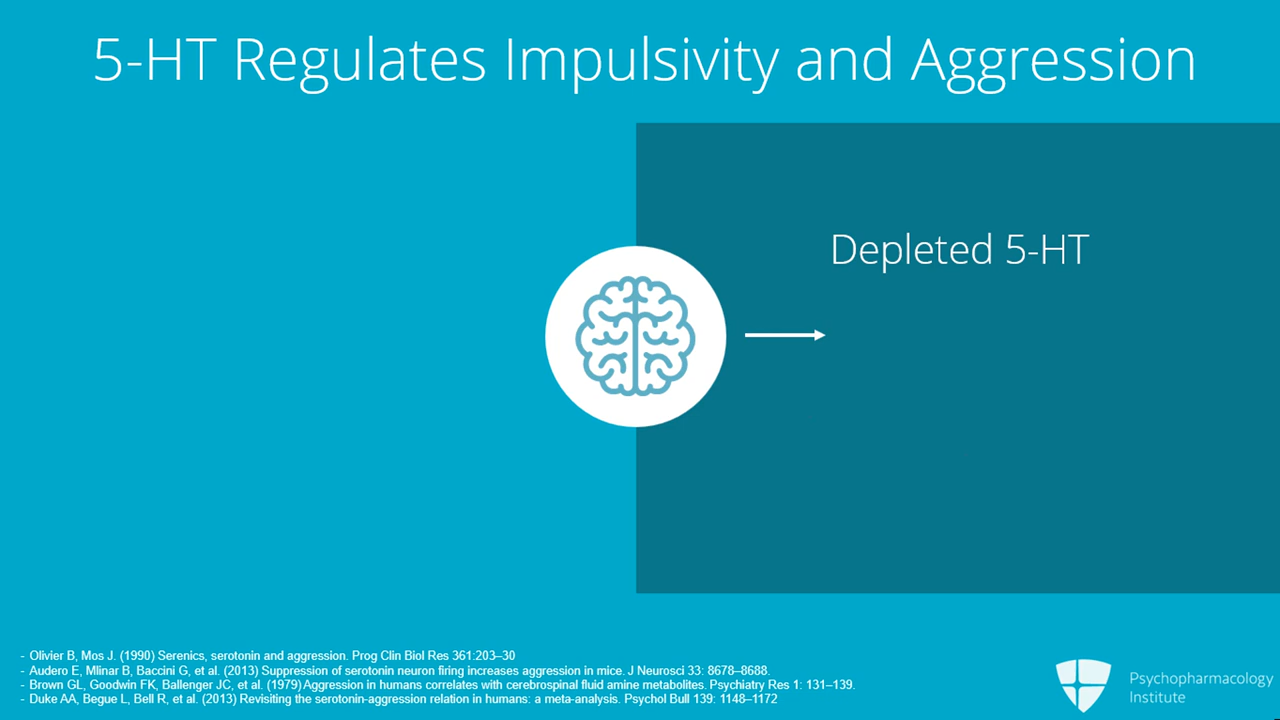 5-HT Regulates Impulsivity and Aggression
Depleted 5-HT
- Olivier B, Mos J. (1990) Serenics, serotonin and aggression. Prog Clin Biol Res 361:203–30
- Audero E, Mlinar B, Baccini G, et al. (2013) Suppression of serotonin neuron firing increases aggression in mice. J Neurosci 33: 8678–8688.
- Brown GL, Goodwin FK, Ballenger JC, et al. (1979) Aggression in humans correlates with cerebrospinal fluid amine metabolites. Psychiatry Res 1: 131–139.
- Duke AA, Begue L, Bell R, et al. (2013) Revisiting the serotonin-aggression relation in humans: a meta-analysis. Psychol Bull 139: 1148–1172
Psychopharmacology
Institute